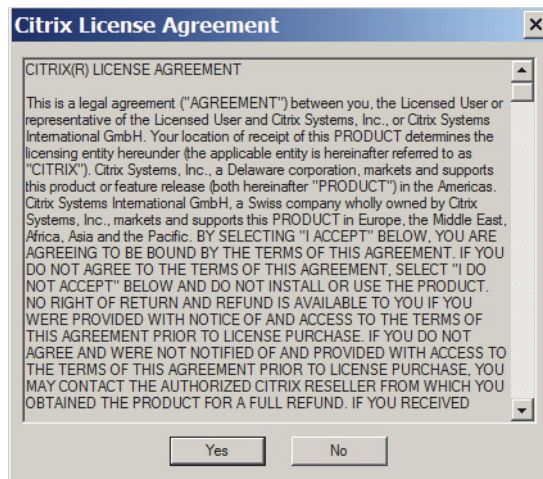 Citrix License Agreement
CITRIX(R) LICENSE AGREEMENT
This is a legal agreement ("AGREEMENT") between you, the Licensed User or
representative of the Licensed User and Citrix Systems, Inc., or Citrix Systems
International GmbH. Your location of receipt of this PRODUCT determines the
licensing entity hereunder (the applicable entity is hereinafter referred to as
"CITRIX"). Citrix Systems, Inc., a Delaware corporation, markets and supports
this product or feature release (both hereinafter "PRODUCT") in the Americas.
Citrix Systems International GmbH, a Swiss company wholly owned by Citrix
Systems, Inc., markets and supports this PRODUCT in Europe, the Middle East,
Africa, Asia and the Pacific. BY SELECTING "I ACCEPT" BELOW, YOU ARE
AGREEING TO BE BOUND BY THE TERMS OF THIS AGREEMENT. IF YOU
DO NOT AGREE TO THE TERMS OF THIS AGREEMENT, SELECT "I DO
NOT ACCEPT" BELOW AND DO NOT INSTALL OR USE THE PRODUCT.
NO RIGHT OF RETURN AND REFUND IS AVAILABLE TO YOU IF YOU
WERE PROVIDED WITH NOTICE OF AND ACCESS TO THE TERMS OF
THIS AGREEMENT PRIOR TO LICENSE PURCHASE. IF YOU DO NOT
AGREE AND WERE NOT NOTIFIED OF AND PROVIDED WITH ACCESS TO
THE TERMS OF THIS AGREEMENT PRIOR TO LICENSE PURCHASE, YOU
MAY CONTACT THE AUTHORIZED CITRIX RESELLER FROM WHICH YOU
OBTAINED THE PRODUCT FOR A FULL REFUND. IF YOU RECEIVED
Yes No